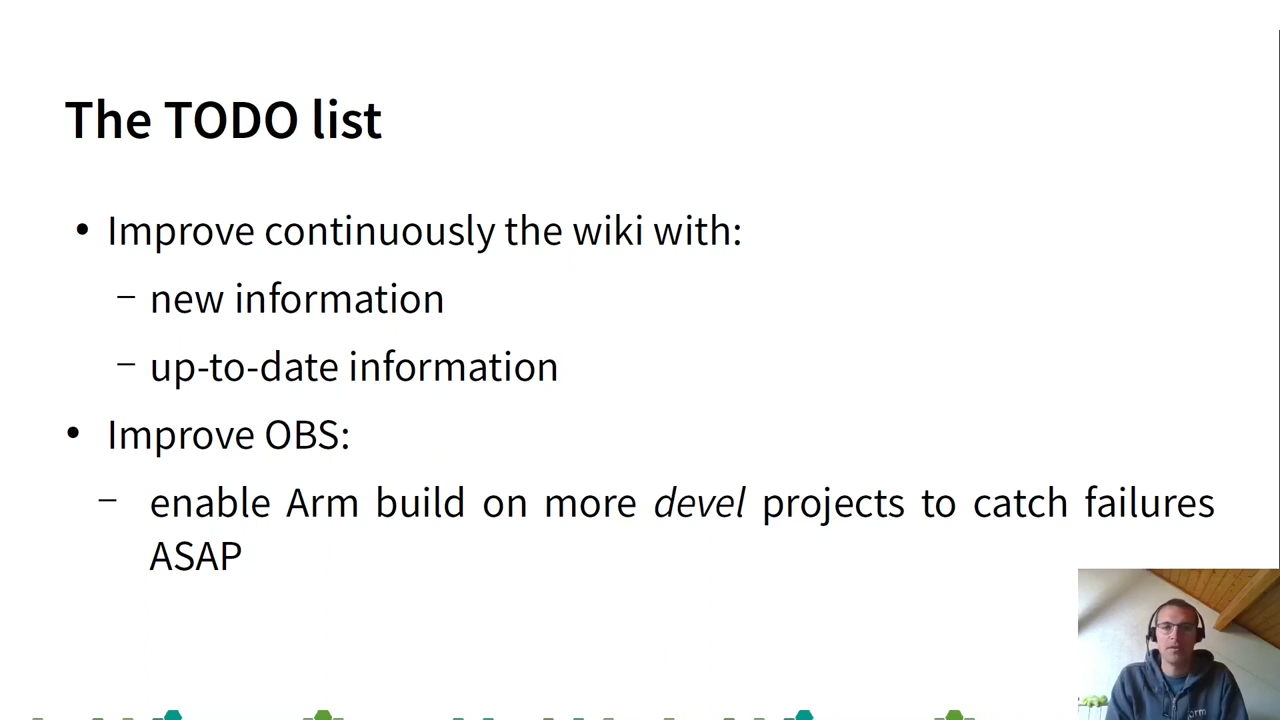 The TODO list
• Improve continuously the wiki with:
– new information
– up-to-date information
• Improve OBS:
– enable Arm build on more devel projects to catch failures
ASAP